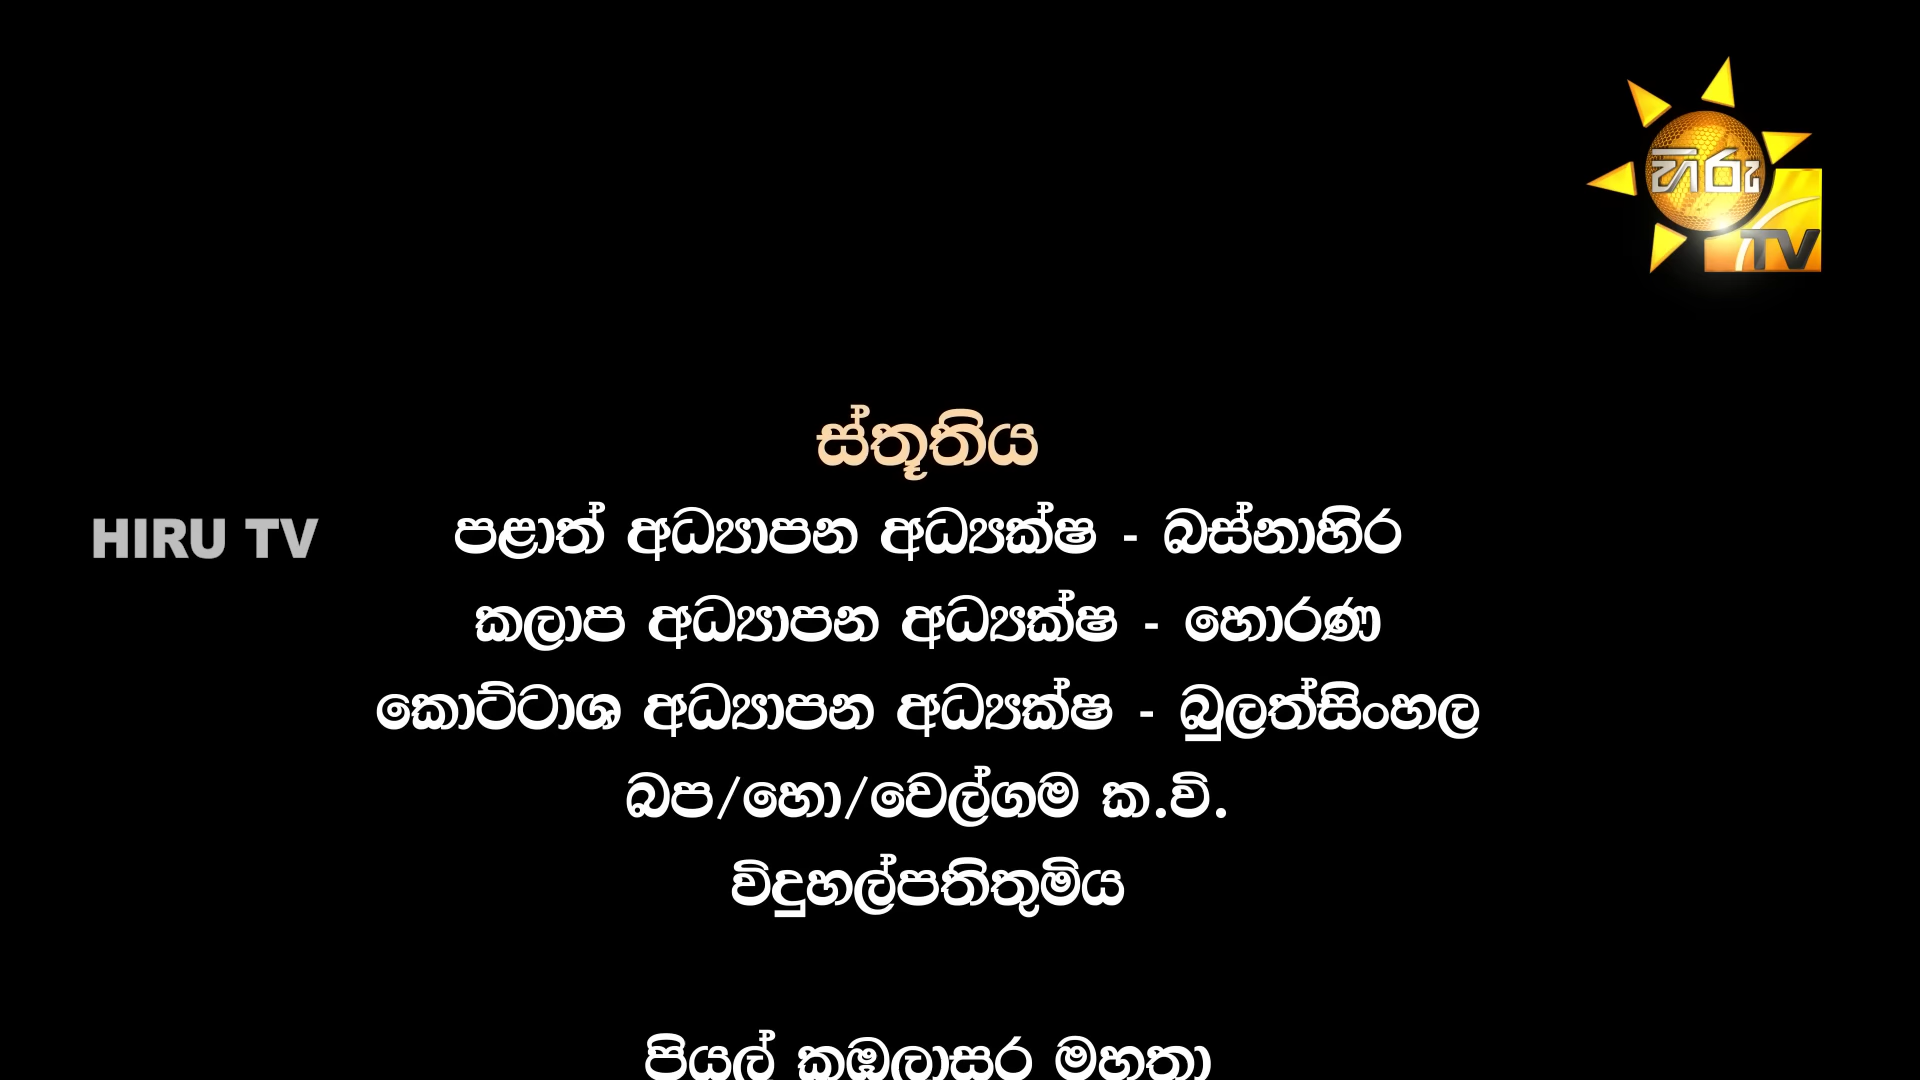 හිරු
TV
ස්තූතිය
HIRU TV
පළාත් අධ්‍යාපන අධ්‍යක්ෂ - බස්නාහිර
කලාප අධ්‍යාපන අධ්‍යක්ෂ - හොරණ
කොට්ටාශ අධ්‍යාපන අධ්‍යක්ෂ - බුලත්සිංහල
බප/හො/වෙල්ගම ක.වි.
විදුහල්පතිතුමිය
පියල් කඹලාසර මහතා